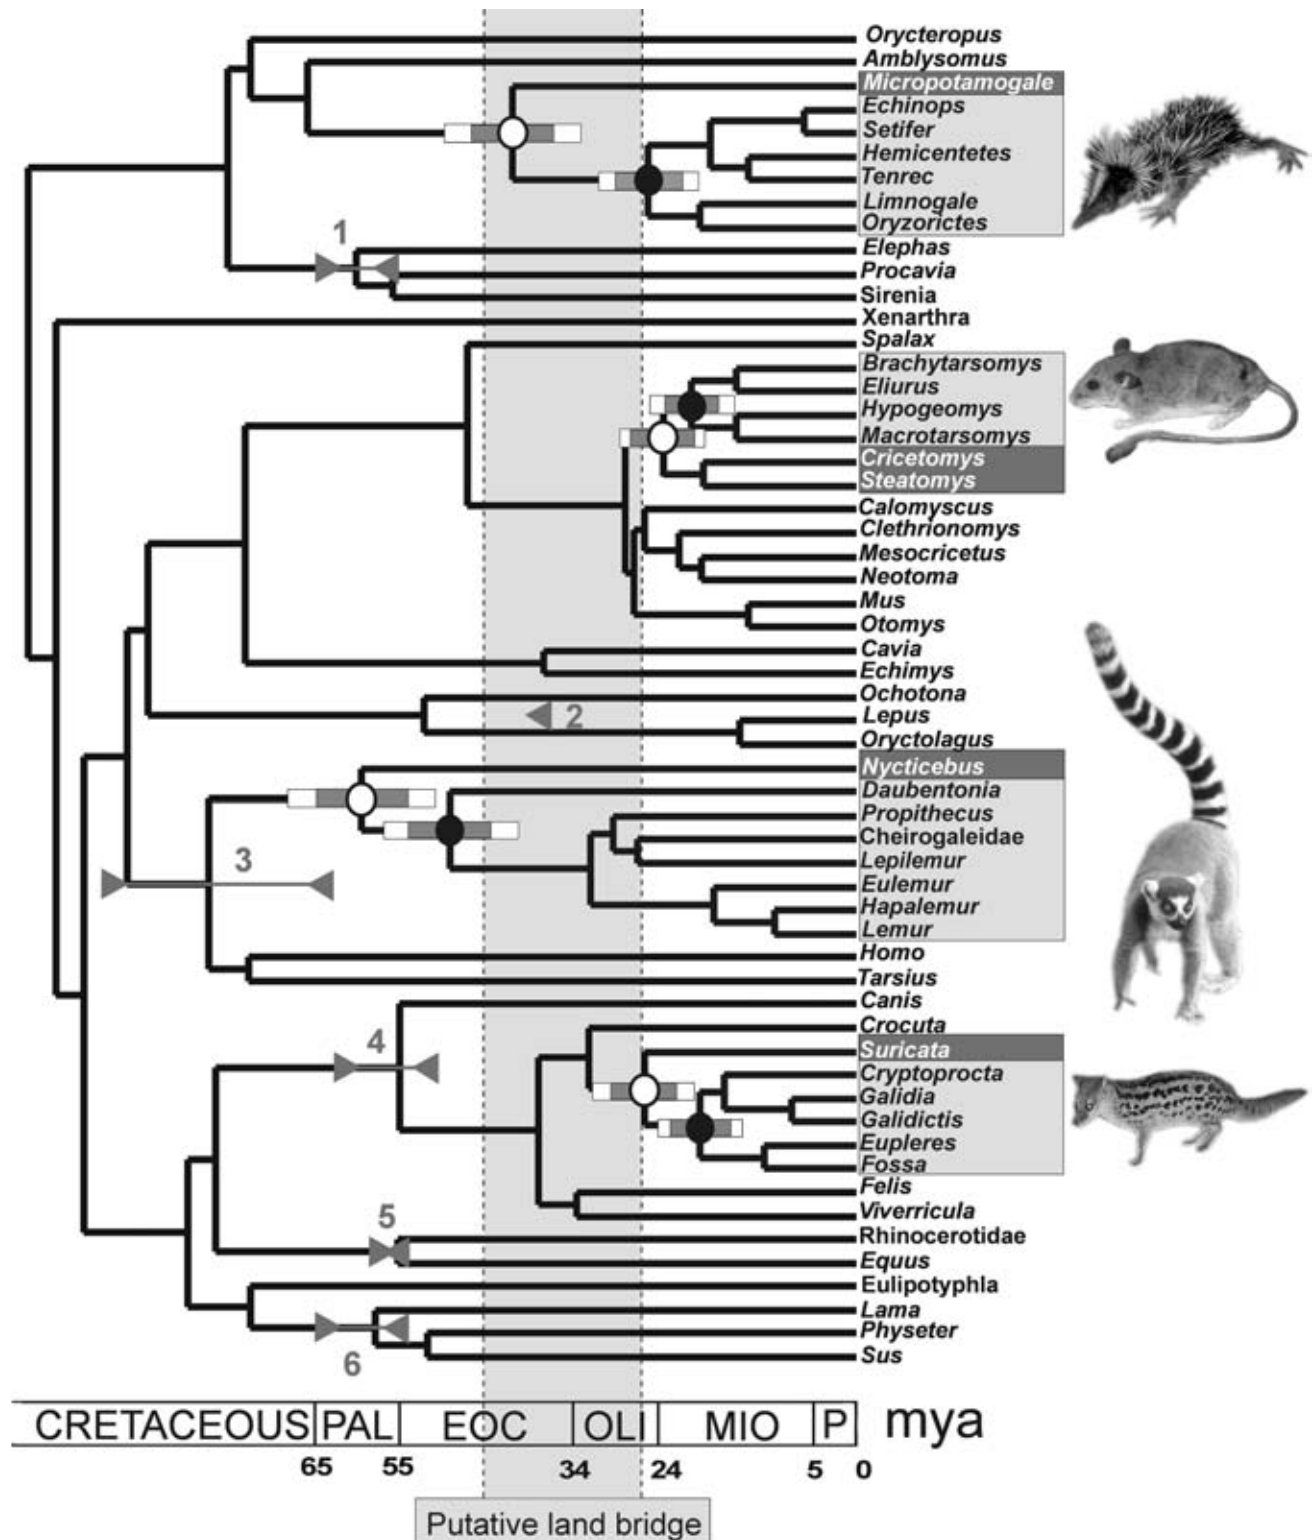 Orycteropus
Amblysomus
Micropotamogale
Echinops
Setifer
Hemicentetes
Tenrec
Limnogale
Oryzorictes
1
Elephas
Procavia
Sirenia
Xenarthra
Spalax
Brachytarsomys
Eliurus
Hypogeomys
Macrotarsomys
Cricetomys
Steatomys
Calomyscus
Clethrionomys
Mesocricetus
Neotoma
Mus
Otomys
Cavia
Echimys
Ochotona
2
Lepus
Oryctolagus
Nycticebus
Daubentonia
Propithecus
Cheirogaleidae
3
Lepilemur
Eulemur
Hapalemur
Lemur
Homo
Tarsius
Canis
Crocuta
4
Suricata
Cryptoprocta
Galidia
Galidictis
Eupleres
Fossa
Felis
Viverricula
5
Rhinocerotidae
Equus
Eulipotyphla
Lama
Physeter
6
Sus
CRETACEOUS PAL EOC OLI MIO P mya
65 55 34 24 5 0
Putative land bridge